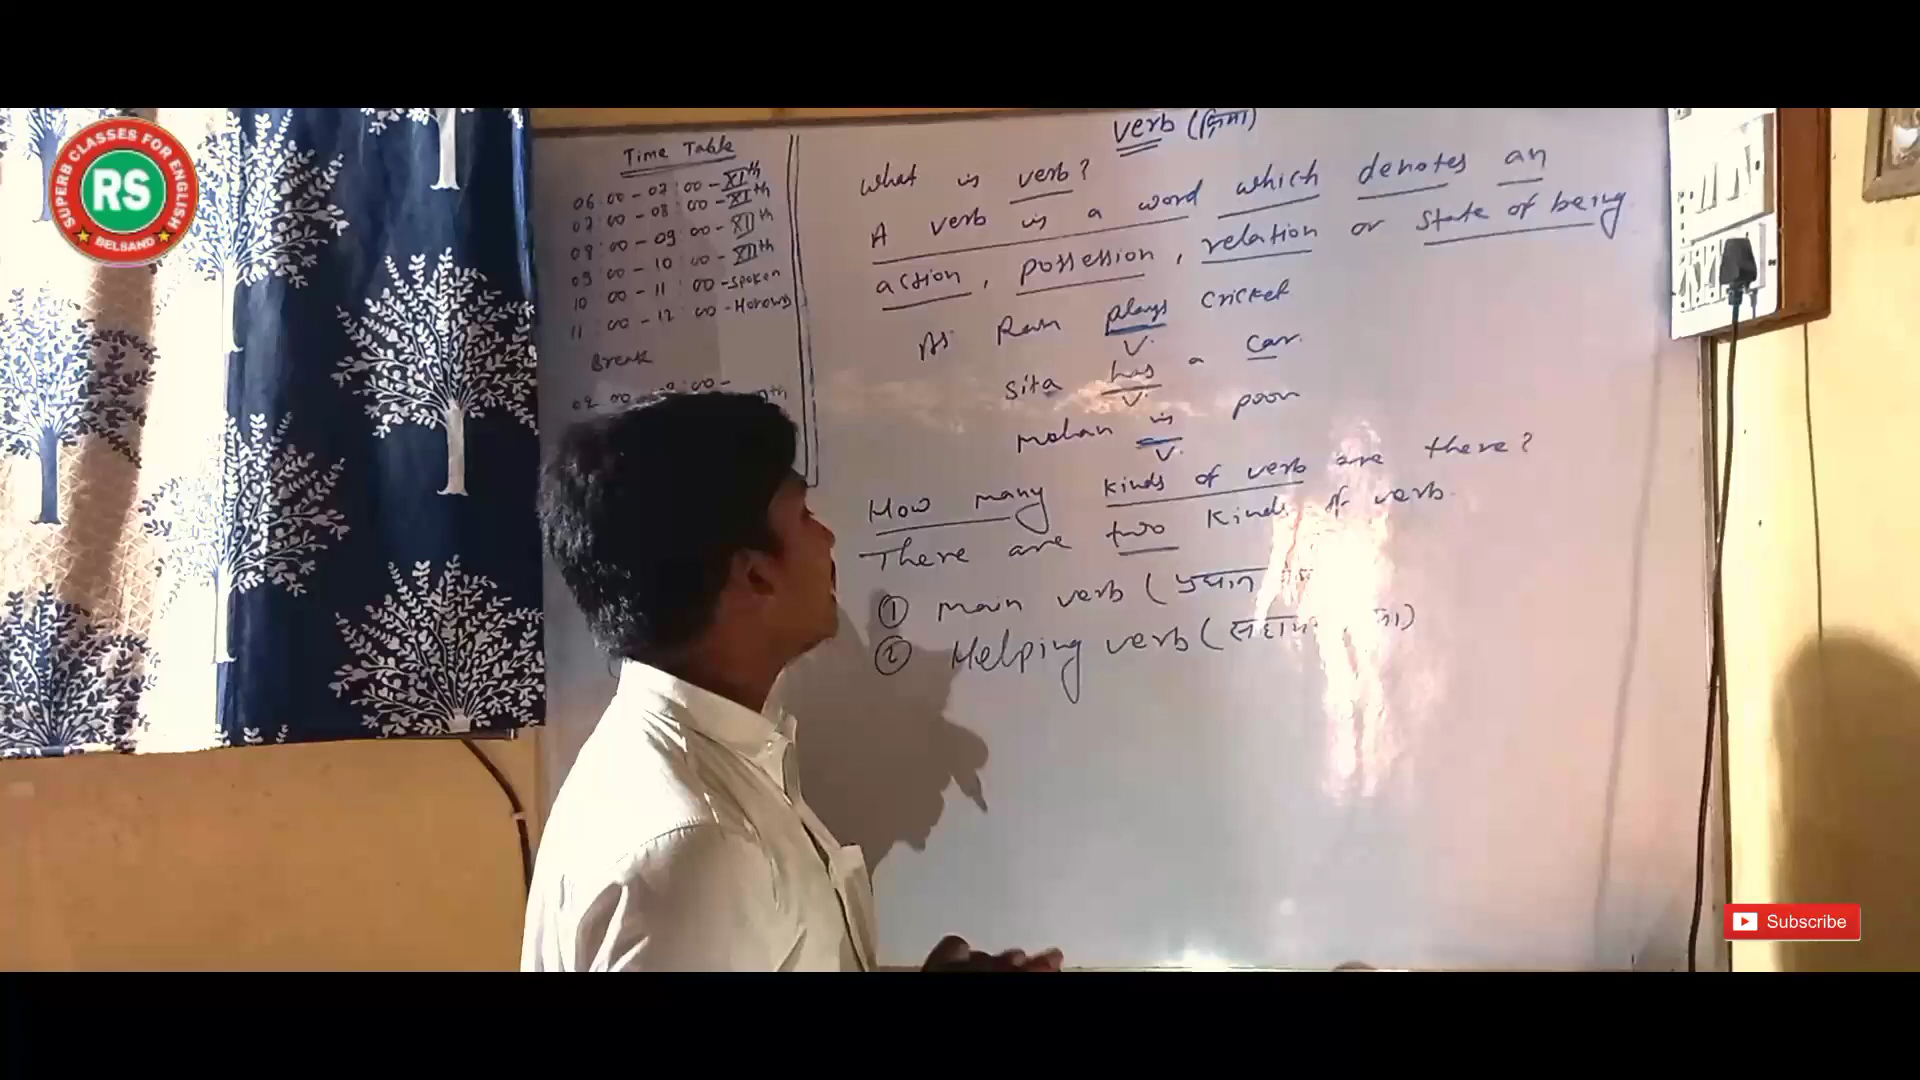 SUPERB CLASSES FOR ENGLISH
RS
BELSAND
Time Table
06:00 - 07:00 - XIth
07:00 - 08:00 - XIth
08:00 - 09:00 - XIIth
09:00 - 10:00 - XIIth
10:00 - 11:00 - Spoken
11:00 - 12:00
Break
verb (क्रिया)
What is verb?
A verb is a word which denotes an
action, possession, relation or state of being
As Ram plays cricket
V.
Sita has a car.
V.
Mohan is poor
V.
How many kinds of verb are there?
There are two kinds of verb.
① Main verb (प्रधान
② Helping verb (
Subscribe